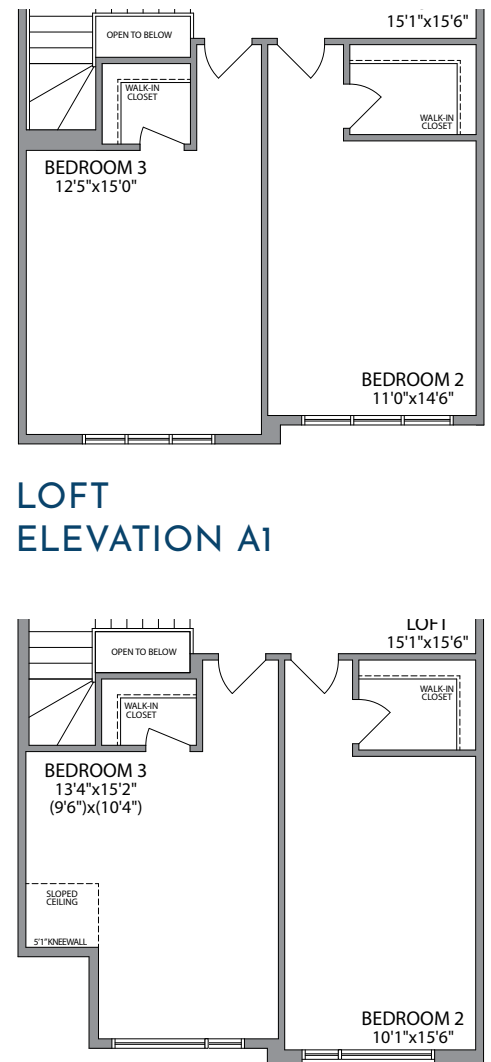 15'1"x15'6"
OPEN TO BELOW
WALK-IN
CLOSET
WALK-IN
CLOSET
BEDROOM 3
12'5"x15'0"
BEDROOM 2
11'0"x14'6"
LOFT
ELEVATION A1
LOFT
15'1"x15'6"
OPEN TO BELOW
WALK-IN
CLOSET
WALK-IN
CLOSET
BEDROOM 3
13'4"x15'2"
(9'6")x(10'4")
SLOPED
CEILING
5'1" KNEEWALL
BEDROOM 2
10'1"x15'6"